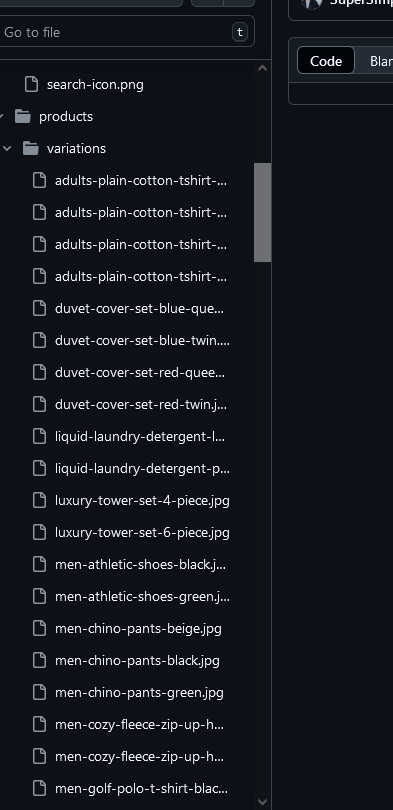 SuperSimp
Go to file
t
Code
Blan
search-icon.png
products
variations
adults-plain-cotton-tshirt-...
adults-plain-cotton-tshirt-...
adults-plain-cotton-tshirt-...
adults-plain-cotton-tshirt-...
duvet-cover-set-blue-que...
duvet-cover-set-blue-twin....
duvet-cover-set-red-quee...
duvet-cover-set-red-twin.j...
liquid-laundry-detergent-l...
liquid-laundry-detergent-p...
luxury-tower-set-4-piece.jpg
luxury-tower-set-6-piece.jpg
men-athletic-shoes-black.j...
men-athletic-shoes-green.j...
men-chino-pants-beige.jpg
men-chino-pants-black.jpg
men-chino-pants-green.jpg
men-cozy-fleece-zip-up-h...
men-cozy-fleece-zip-up-h...
men-golf-polo-t-shirt-blac...